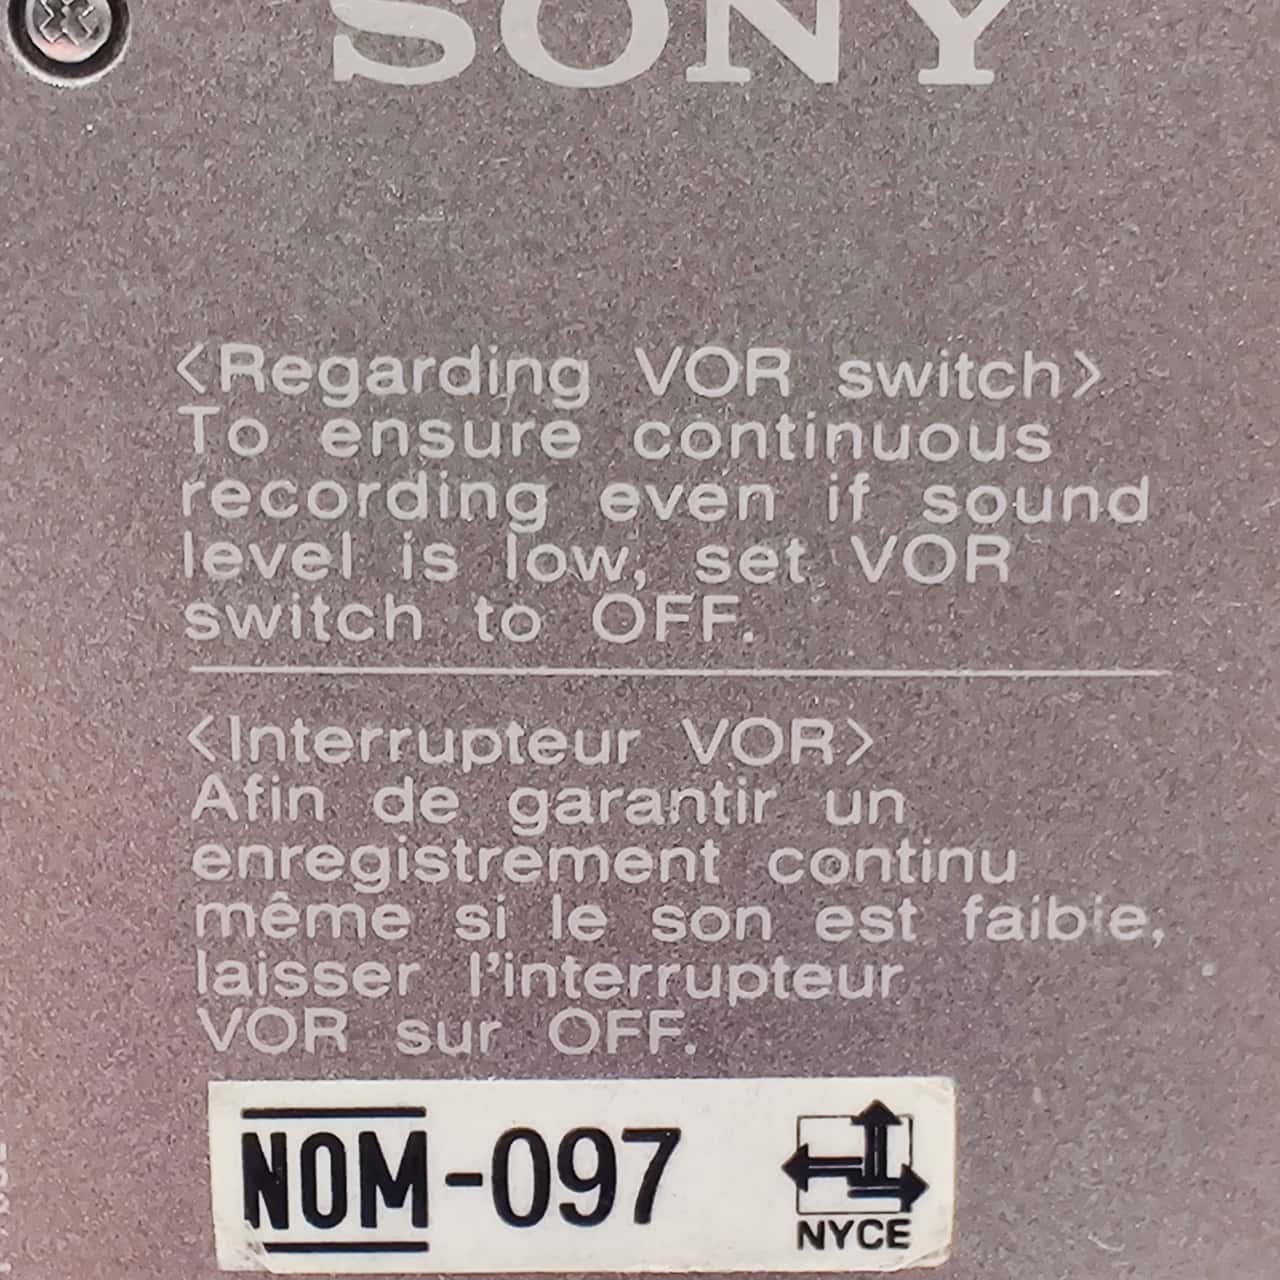 SONY
<Regarding VOR switch>
To ensure continuous
recording even if sound
level is low, set VOR
switch to OFF.
<Interrupteur VOR>
Afin de garantir un
enregistrement continu
même si le son est faible,
laisser l'interrupteur
VOR sur OFF.
NOM-097
NYCE